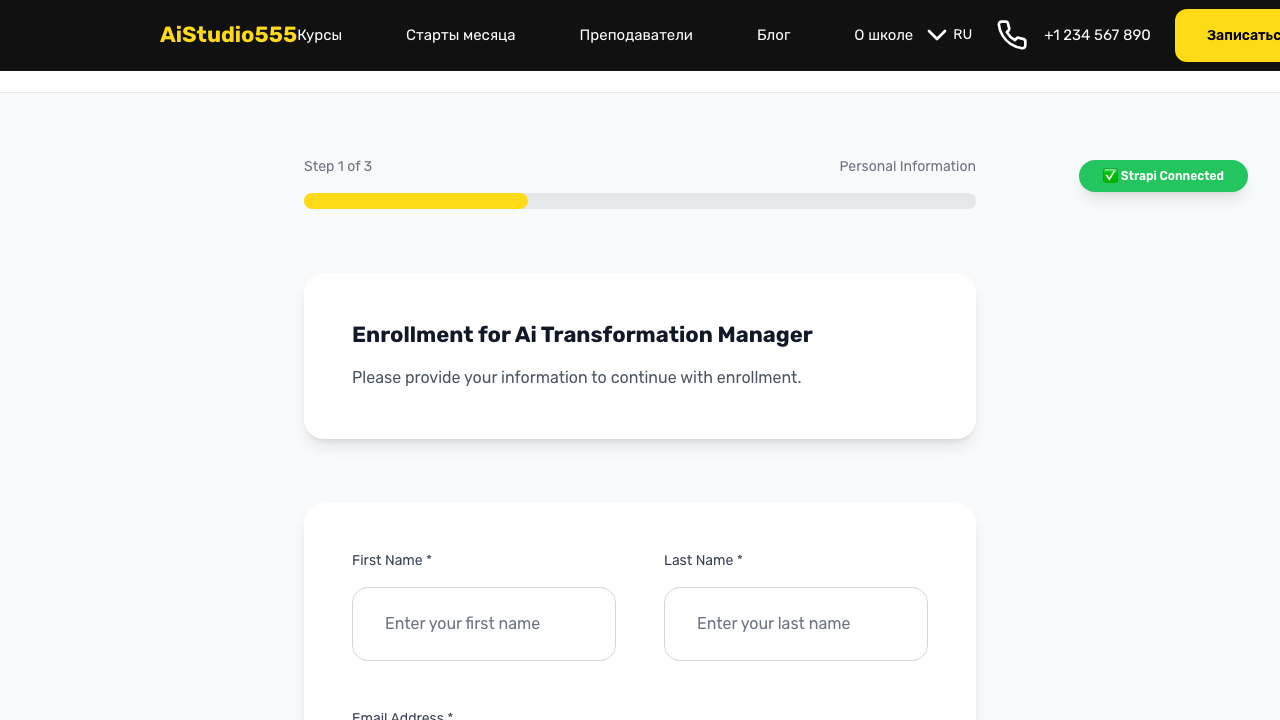 AiStudio555
Курсы
Старты месяца
Преподаватели
Блог
О школе
RU
+1 234 567 890
Step 1 of 3
Personal Information
✅ Strapi Connected
Enrollment for Ai Transformation Manager
Please provide your information to continue with enrollment.
First Name *
Last Name *
Enter your first name
Enter your last name
Email Address *